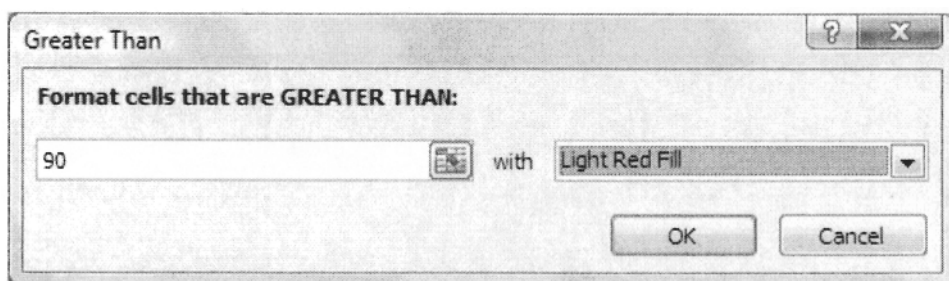 Greater Than
Format cells that are GREATER THAN:
90 with Light Red Fill
OK Cancel